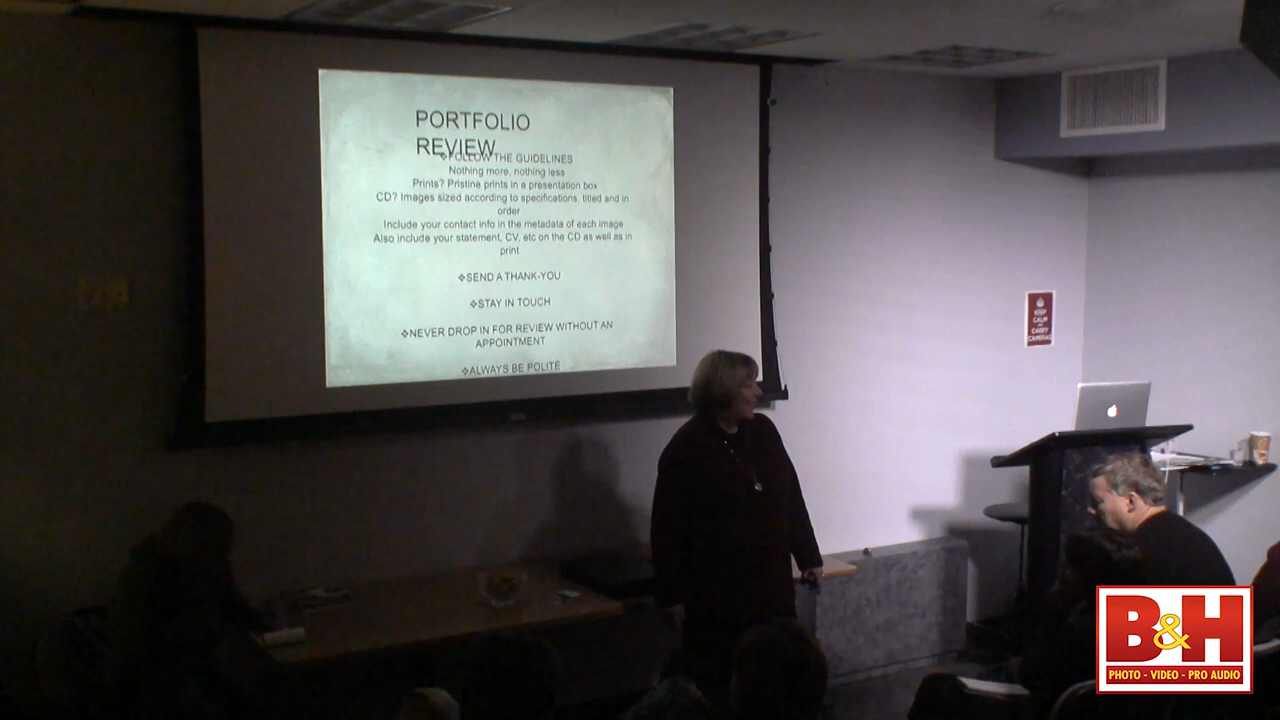 PORTFOLIO
REVIEW
❖FOLLOW THE GUIDELINES
Nothing more, nothing less
Prints? Pristine prints in a presentation box
CD? Images sized according to specifications, titled and in
order
Include your contact info in the metadata of each image
Also include your statement, CV, etc on the CD as well as in
print
❖SEND A THANK-YOU
❖STAY IN TOUCH
❖NEVER DROP IN FOR REVIEW WITHOUT AN
APPOINTMENT
❖ALWAYS BE POLITE
KEEP
CALM
AND
CARRY
CAMERAS
B&H
PHOTO - VIDEO - PRO AUDIO